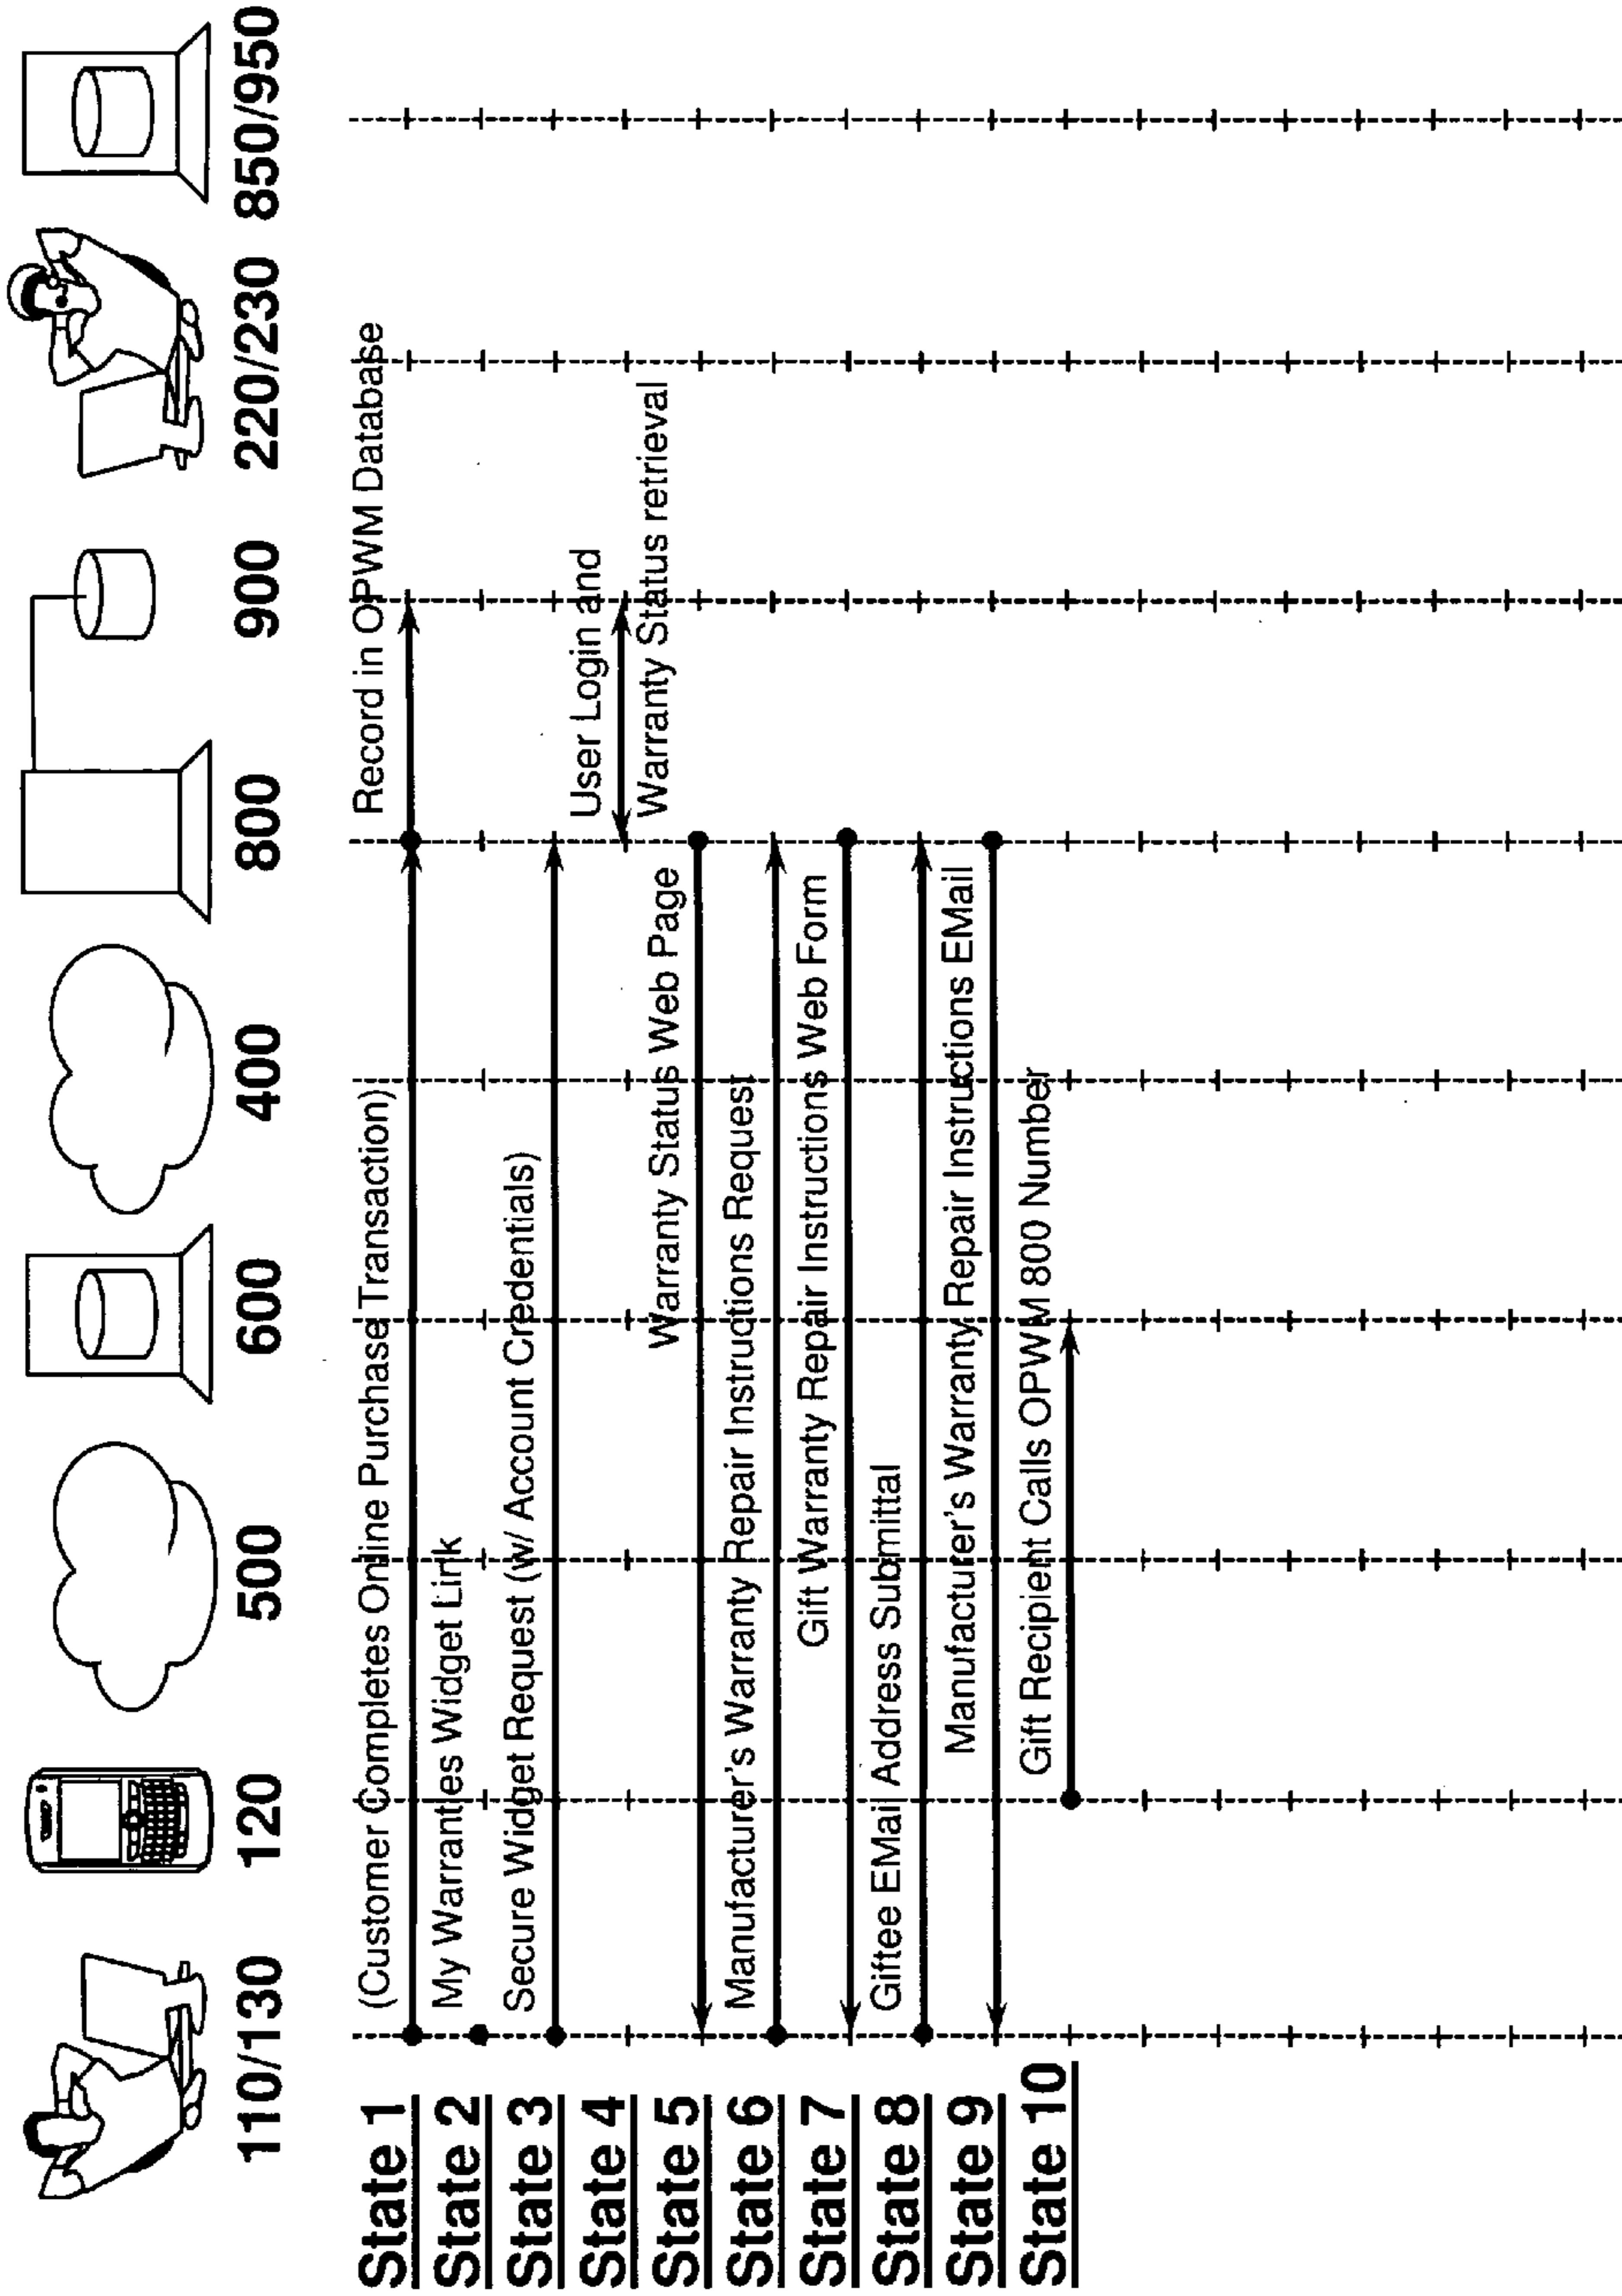 110/130
120
500
600
400
800
900
220/230
850/950
State 1
(Customer Completes Online Purchase Transaction)
Record in OPWM Database
State 2
My Warranties Widget Link
State 3
Secure Widget Request (w/ Account Credentials)
State 4
User Login and
Warranty Status retrieval
State 5
Warranty Status Web Page
State 6
Manufacturer's Warranty Repair Instructions Request
State 7
Gift Warranty Repair Instructions Web Form
State 8
Giftee EMail Address Submittal
State 9
Manufacturer's Warranty Repair Instructions EMail
State 10
Gift Recipient Calls OPWM 800 Number